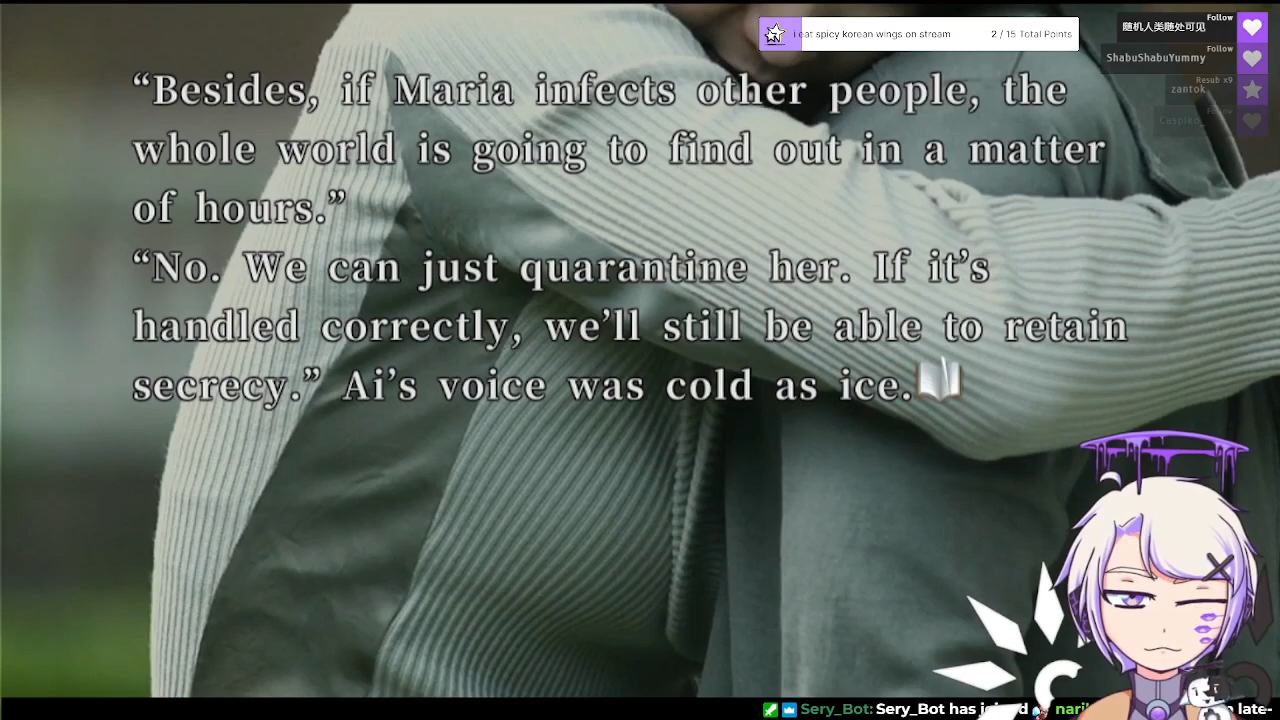 Follow
随机人类随处可见
i eat spicy korean wings on stream 2 / 15 Total Points
Follow
ShabuShabuYummy
Resub x9
zantok
Follow
Caspiko_
“Besides, if Maria infects other people, the
whole world is going to find out in a matter
of hours.”
“No. We can just quarantine her. If it’s
handled correctly, we’ll still be able to retain
secrecy.” Ai’s voice was cold as ice.
Sery_Bot: Sery_Bot has joined
late-